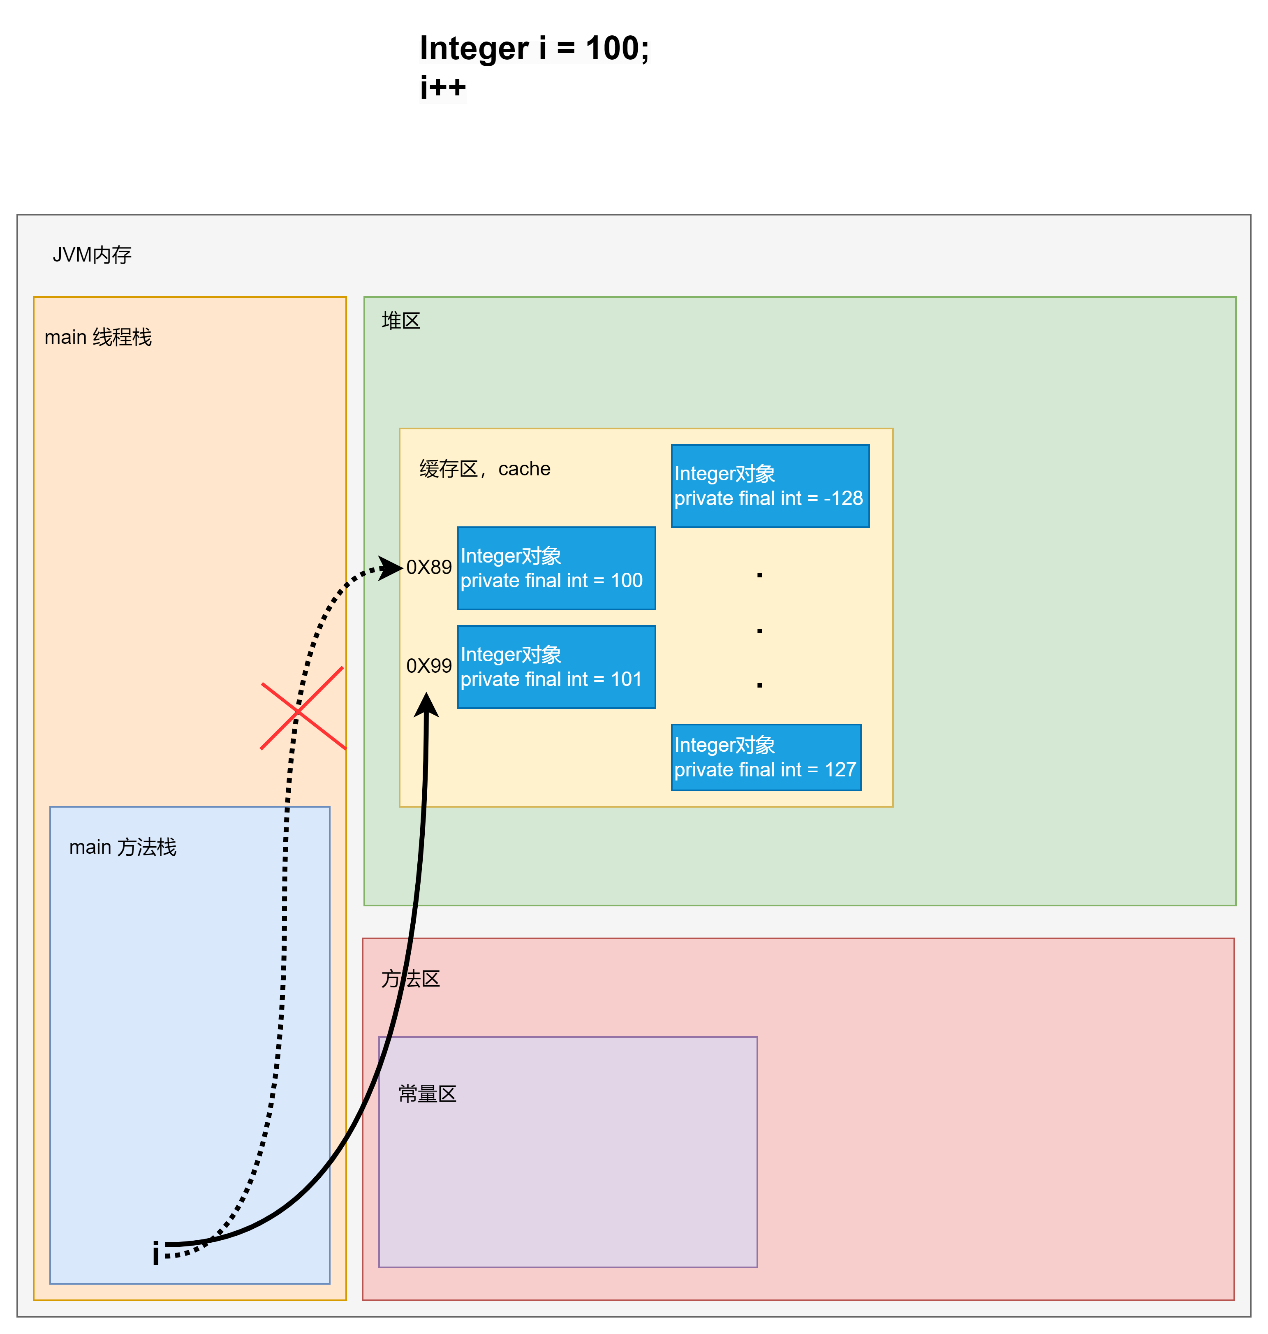 Integer i = 100;
i++
JVM内存
main 线程栈
堆区
缓存区，cache
Integer对象
private final int = -128
0X89
Integer对象
private final int = 100
0X99
Integer对象
private final int = 101
Integer对象
private final int = 127
main 方法栈
方法区
常量区
i